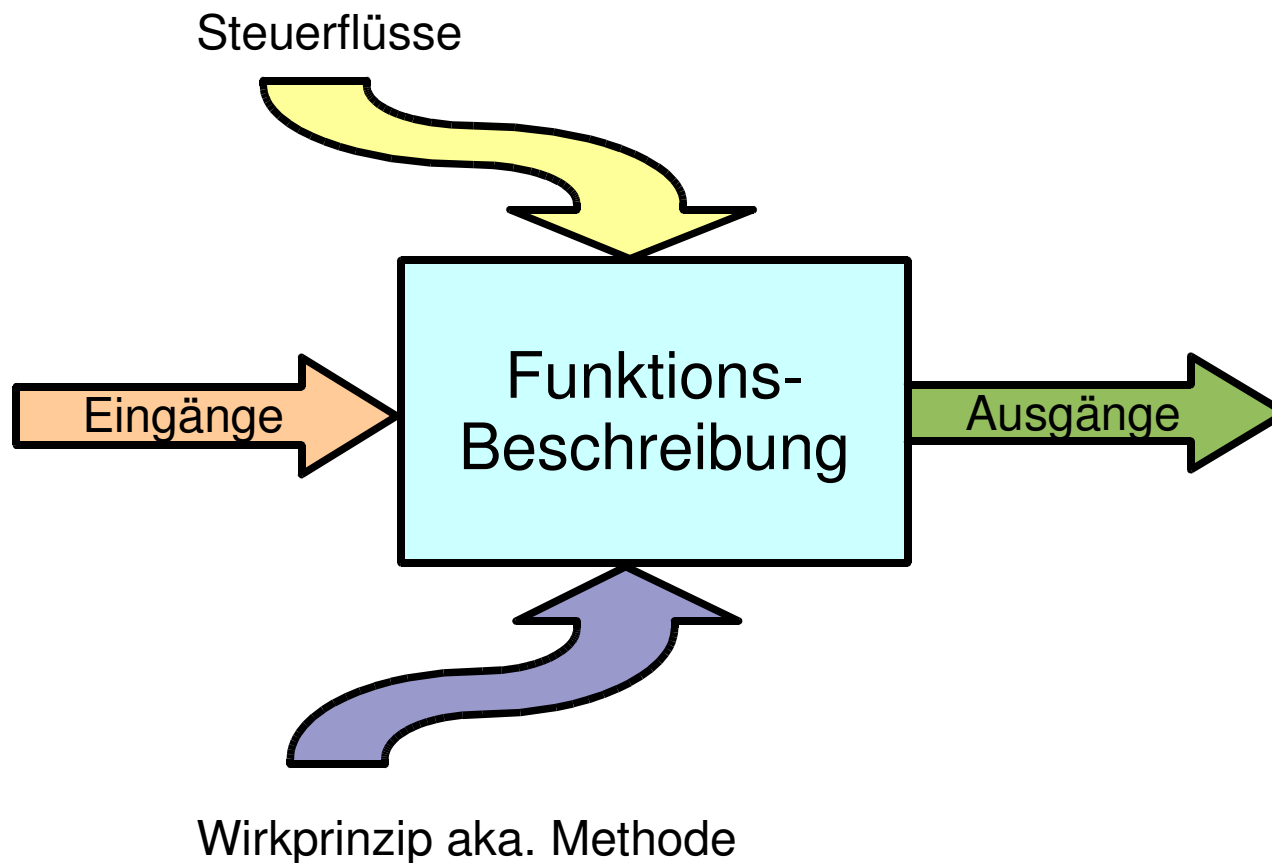 Steuerflüsse
Funktions-
Eingänge
Ausgänge
Beschreibung
Wirkprinzip aka. Methode